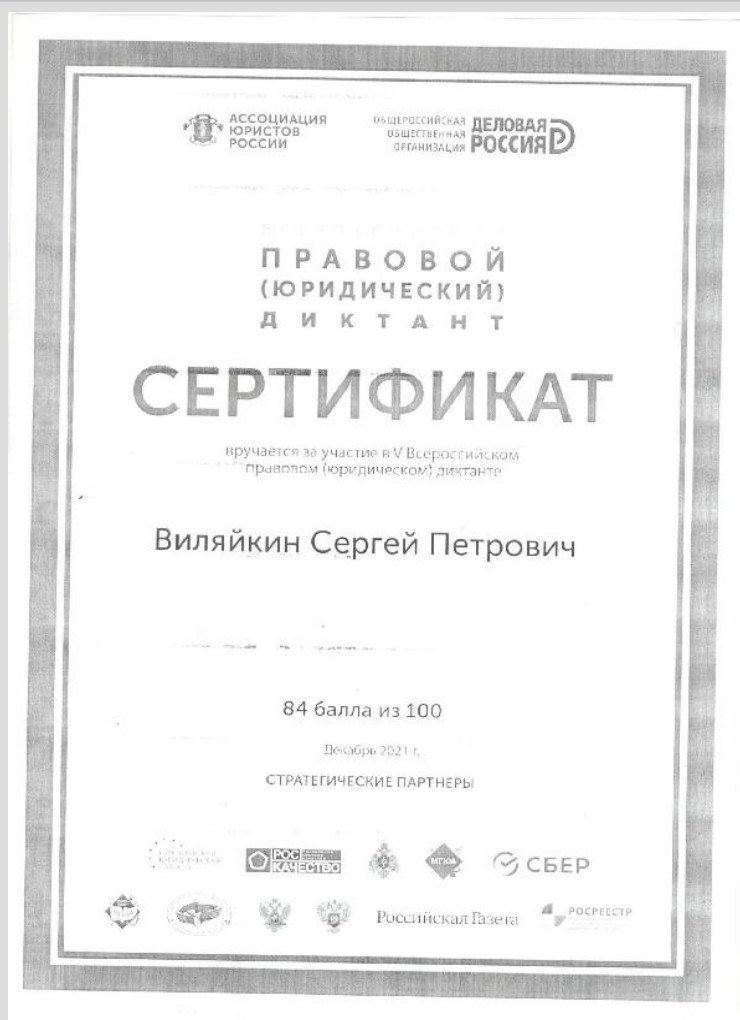 АССОЦИАЦИЯ
ЮРИСТОВ
РОССИИ
ОБЩЕРОССИЙСКАЯ
ОБЩЕСТВЕННАЯ
ОРГАНИЗАЦИЯ
ДЕЛОВАЯ
РОССИЯ
ПРАВОВОЙ
(ЮРИДИЧЕСКИЙ)
ДИКТАНТ
СЕРТИФИКАТ
вручается за участие в V Всероссийском
правовом (юридическом) диктанте
Виляйкин Сергей Петрович
84 балла из 100
Декабрь 2021 г.
СТРАТЕГИЧЕСКИЕ ПАРТНЕРЫ
РОС
КАЧЕСТВО
МГЮА
СБЕР
Российская Газета
РОСРЕЕСТР